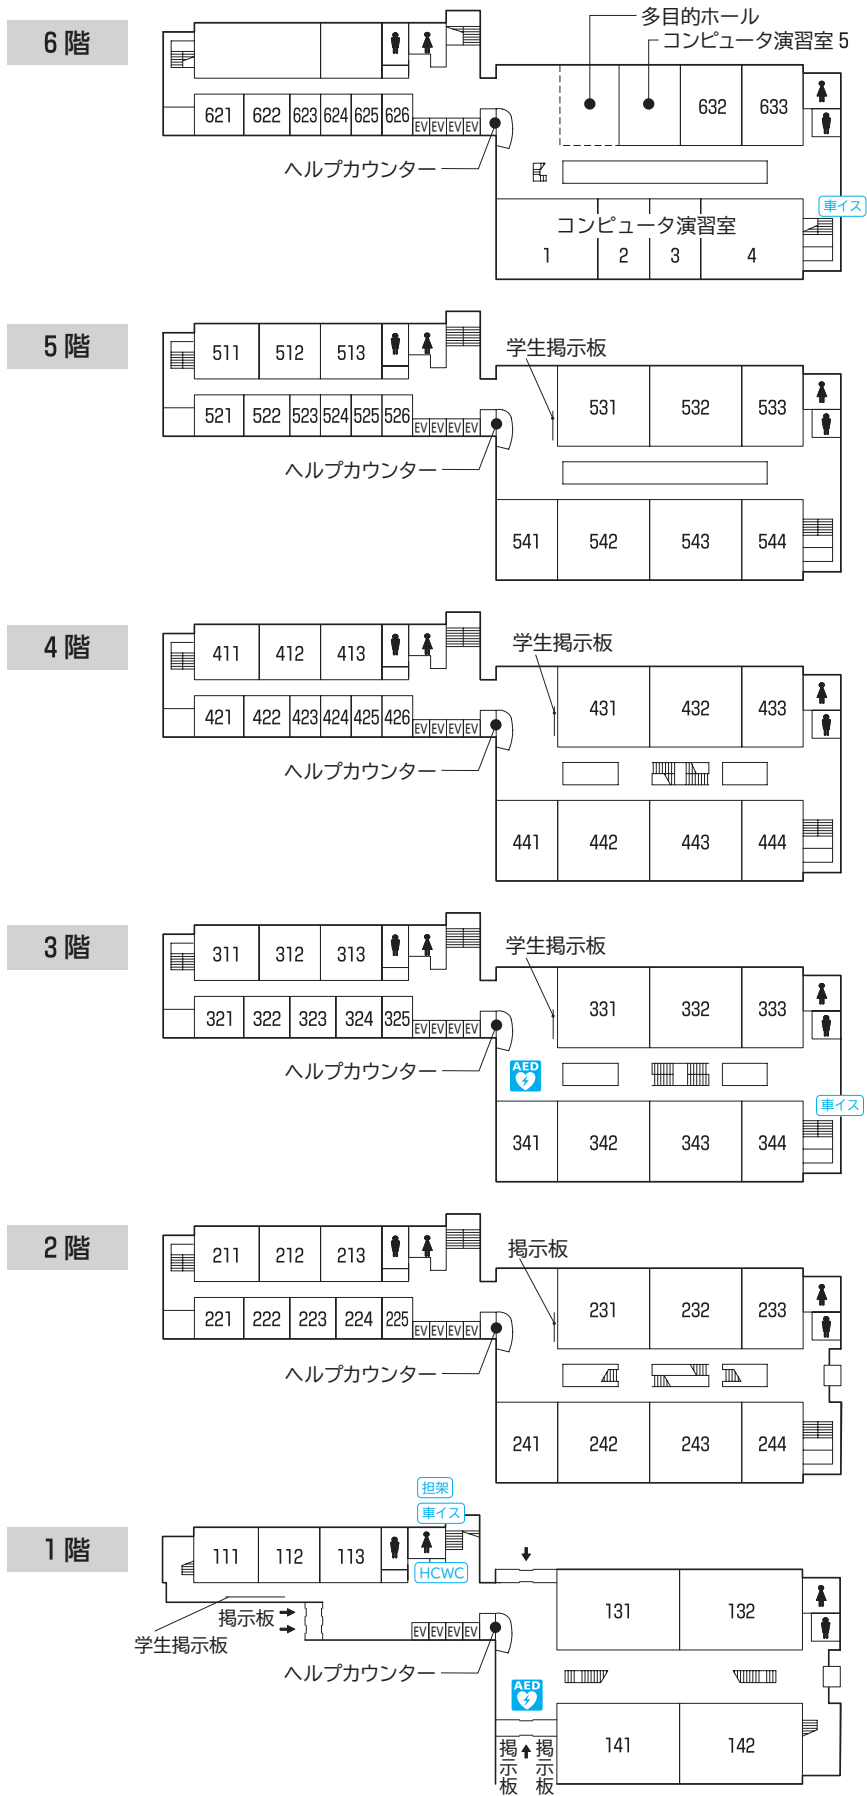 6 階
多目的ホール
コンピュータ演習室 5
632 633
621 622 623 624 625 626
EV EV EV EV
ヘルプカウンター
車イス
コンピュータ演習室
1 2 3 4
5 階
511 512 513
学生掲示板
531 532 533
521 522 523 524 525 526
EV EV EV EV
ヘルプカウンター
541 542 543 544
4 階
411 412 413
学生掲示板
431 432 433
421 422 423 424 425 426
EV EV EV EV
ヘルプカウンター
441 442 443 444
3 階
311 312 313
学生掲示板
331 332 333
321 322 323 324 325
EV EV EV EV
ヘルプカウンター
AED
車イス
341 342 343 344
2 階
211 212 213
掲示板
231 232 233
221 222 223 224 225
EV EV EV EV
ヘルプカウンター
241 242 243 244
担架
車イス
1 階
111 112 113
HCWC
131 132
掲示板
学生掲示板
EV EV EV EV
ヘルプカウンター
AED
141 142
掲示板
掲示板